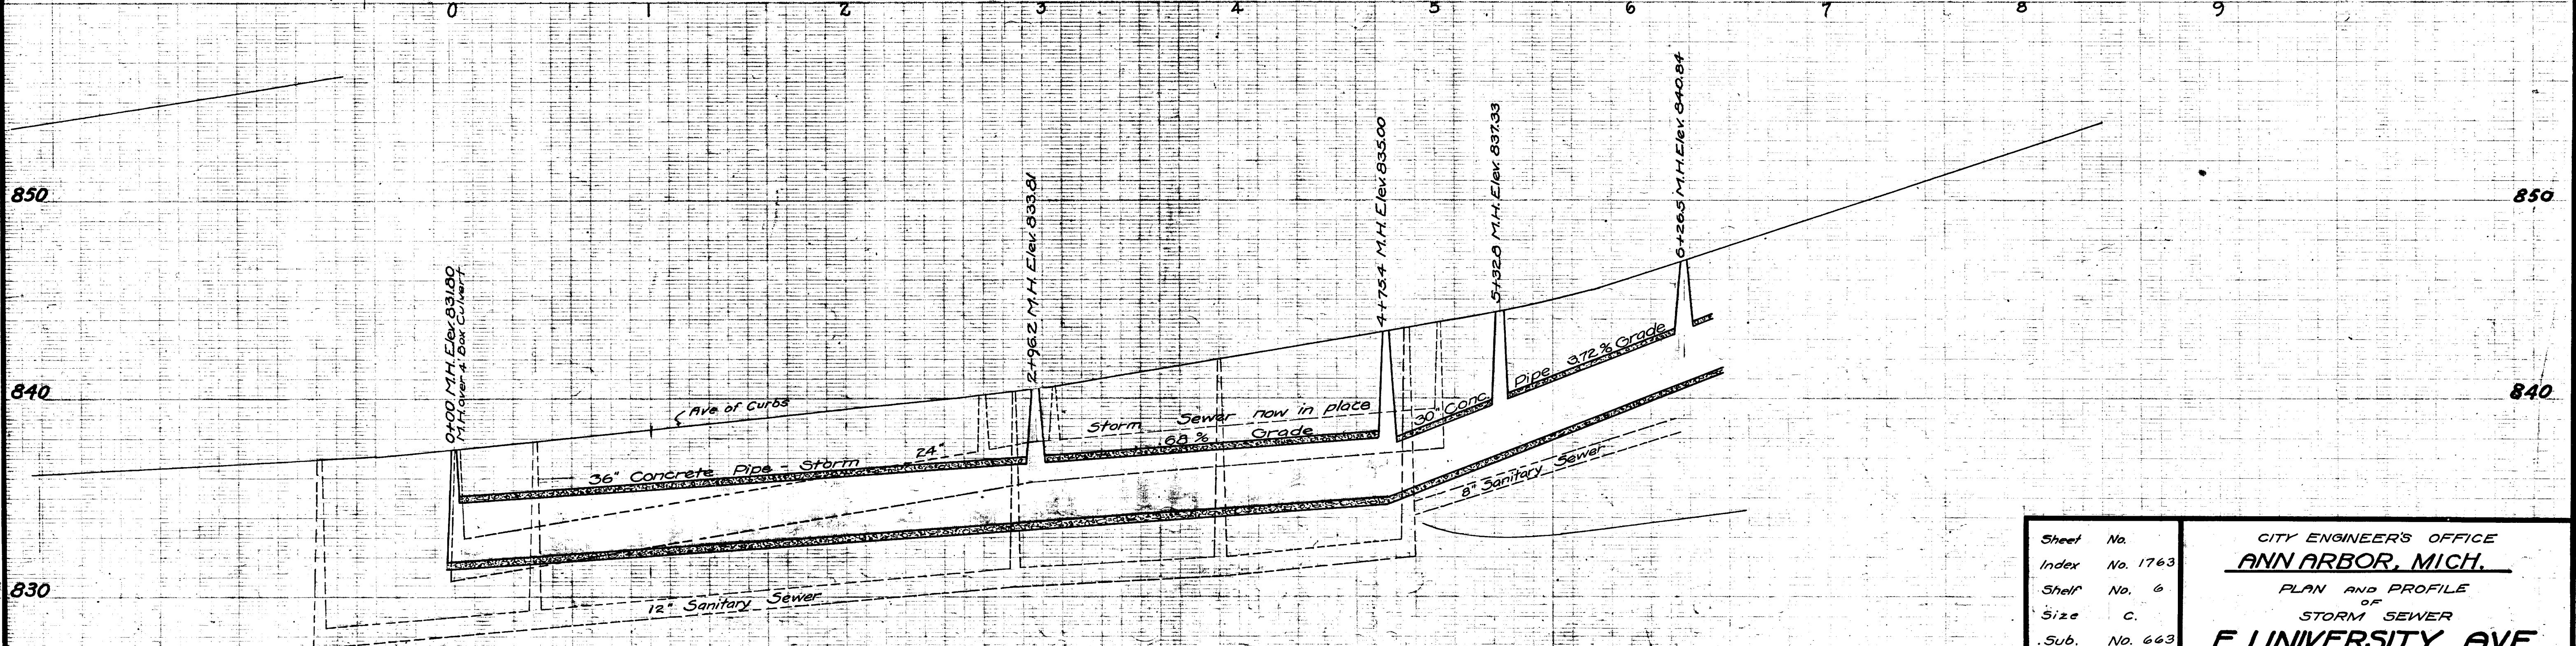 0 1 2 3 4 5 6 7 8 9
850 850
840 840
830
0+00 M.H. Elev. 831.80
M.H. over 4' Box Culvert
2+96.2 M.H. Elev. 833.81
4+75.4 M.H. Elev. 835.00
5+32.8 M.H. Elev. 837.33
6+26.5 M.H. Elev. 840.84
Ave of Curbs
36" Concrete Pipe - Storm
24"
Storm Sewer now in place
.68 % Grade
30" Conc. Pipe
3.72 % Grade
8" Sanitary Sewer
12" Sanitary Sewer
Sheet No.
Index No. 1763
Shelf No. 6
Size C.
Sub. No. 663
CITY ENGINEER'S OFFICE
ANN ARBOR, MICH.
PLAN AND PROFILE
OF
STORM SEWER
E. UNIVERSITY AVE